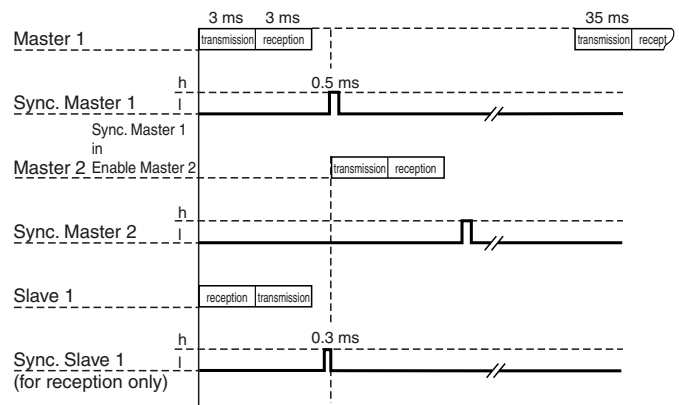 3 ms 3 ms 35 ms
Master 1 transmission reception transmission recept
h 0.5 ms
Sync. Master 1 l
Sync. Master 1
in
Master 2 Enable Master 2 transmission reception
h
Sync. Master 2 l
Slave 1 reception transmission
h 0.3 ms
Sync. Slave 1 l
(for reception only)